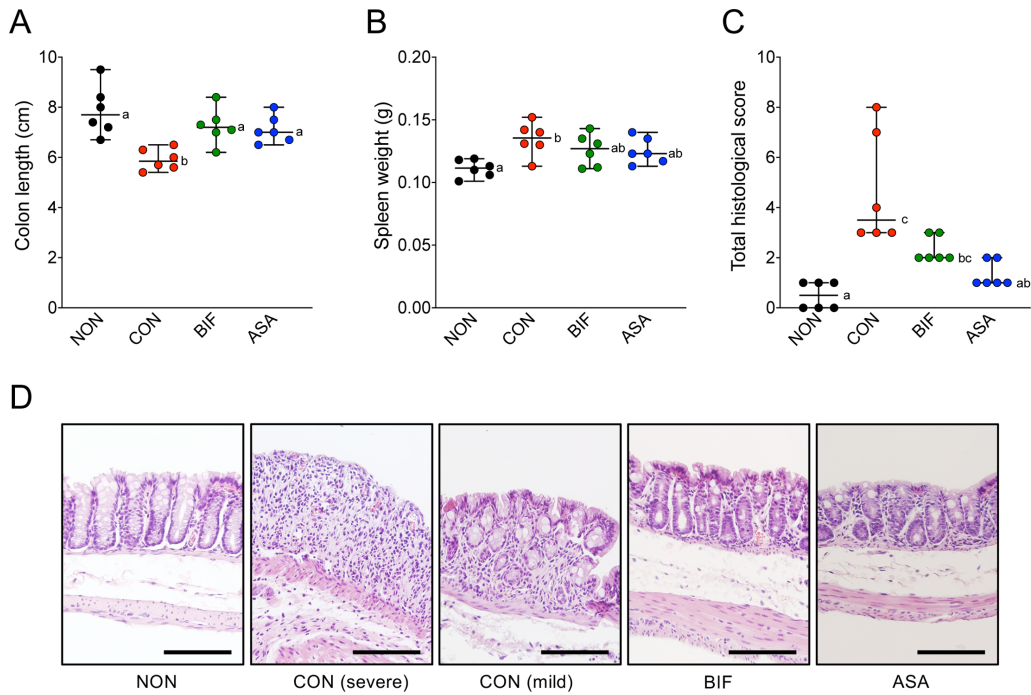 A
Colon length (cm)
10
8
6
4
2
0
a
b
a
a
NON
CON
BIF
ASA
B
Spleen weight (g)
0.20
0.15
0.10
0.05
0.00
a
b
ab
ab
NON
CON
BIF
ASA
C
Total histological score
10
8
6
4
2
0
a
c
bc
ab
NON
CON
BIF
ASA
D
NON
CON (severe)
CON (mild)
BIF
ASA